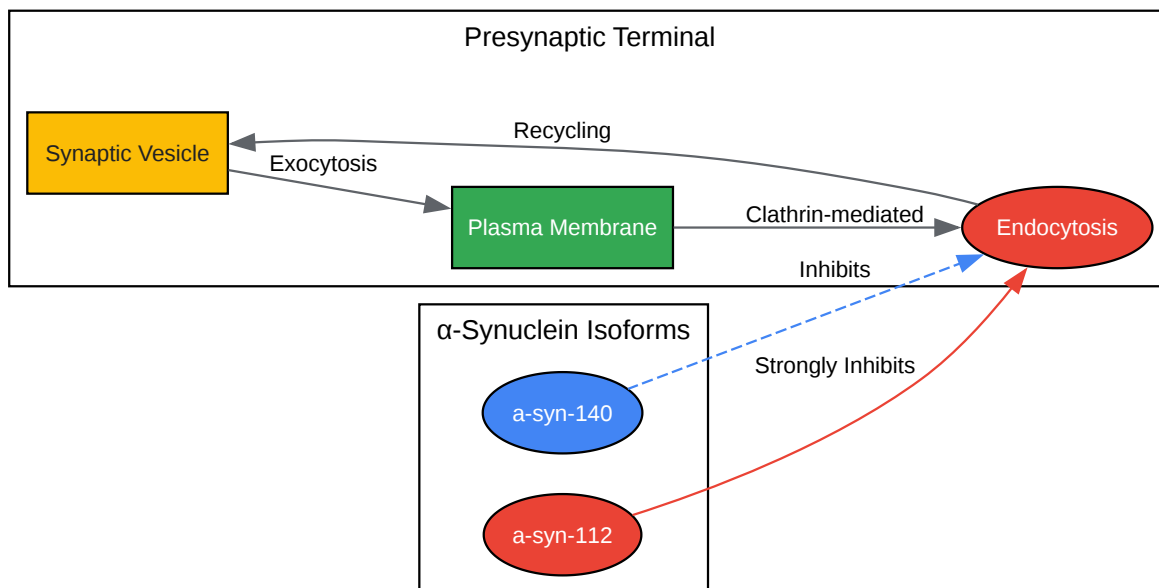 Presynaptic Terminal
Recycling
Synaptic Vesicle
Exocytosis
Plasma Membrane
Clathrin-mediated
Endocytosis
Inhibits
α-Synuclein Isoforms
Strongly Inhibits
a-syn-140
a-syn-112